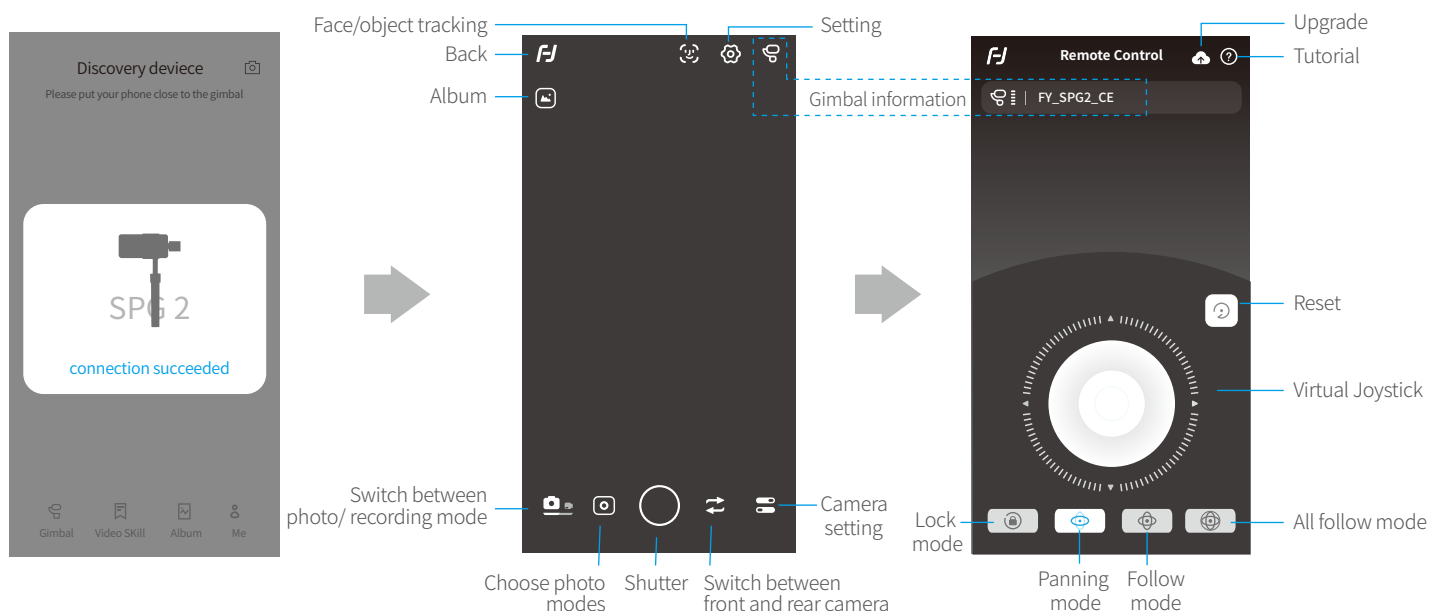 Discovery deviece
Please put your phone close to the gimbal
SPG 2
connection succeeded
Gimbal
Video SKill
Album
Me
Face/object tracking
Back
Album
Setting
Gimbal information
Switch between
photo/ recording mode
Choose photo
modes
Shutter
Switch between
front and rear camera
Camera
setting
Upgrade
Tutorial
Remote Control
FY_SPG2_CE
Reset
Virtual Joystick
Lock
mode
Panning
mode
Follow
mode
All follow mode